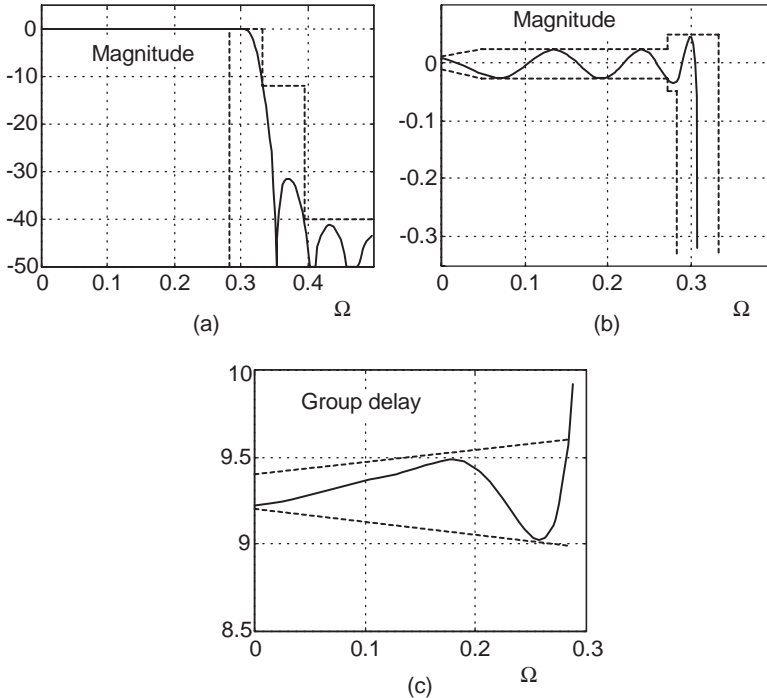 0
-10
-20
-30
-40
-50
Magnitude
0 0.1 0.2 0.3 0.4
Ω
(a)
Magnitude
0
-0.1
-0.2
-0.3
0 0.1 0.2 0.3
Ω
(b)
10
9.5
9
8.5
Group delay
0 0.1 0.2 0.3
Ω
(c)